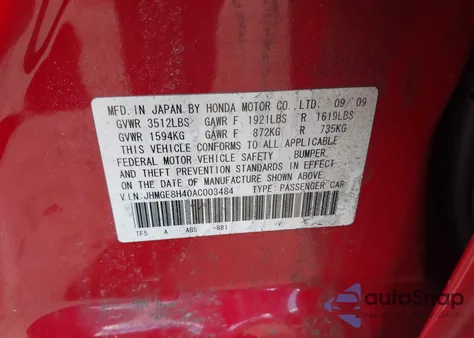 MFD. IN JAPAN BY HONDA MOTOR CO., LTD. 09/09
GVWR 3512LBS GAWR F 1921LBS R 1619LBS
GVWR 1594KG GAWR F 872KG R 735KG
THIS VEHICLE CONFORMS TO ALL APPLICABLE
FEDERAL MOTOR VEHICLE SAFETY, BUMPER,
AND THEFT PREVENTION STANDARDS IN EFFECT
ON THE DATE OF MANUFACTURE SHOWN ABOVE.
V.I.N:JHMGE8H40AC003484 TYPE: PASSENGER CAR
TF5 A AB5 -R81 -V
autoSnap